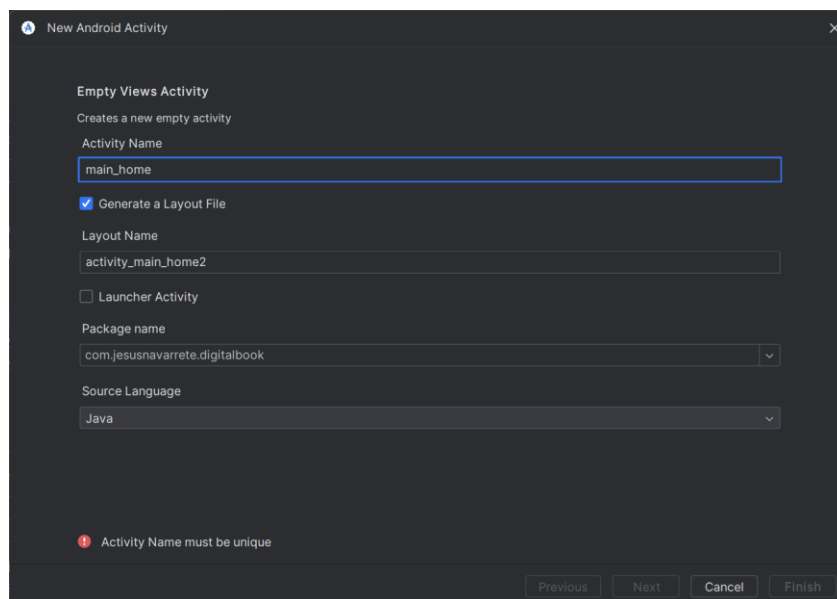 New Android Activity
Empty Views Activity
Creates a new empty activity
Activity Name
main_home
Generate a Layout File
Layout Name
activity_main_home2
Launcher Activity
Package name
com.jesusnavarrete.digitalbook
Source Language
Java
Activity Name must be unique
Previous Next Cancel Finish